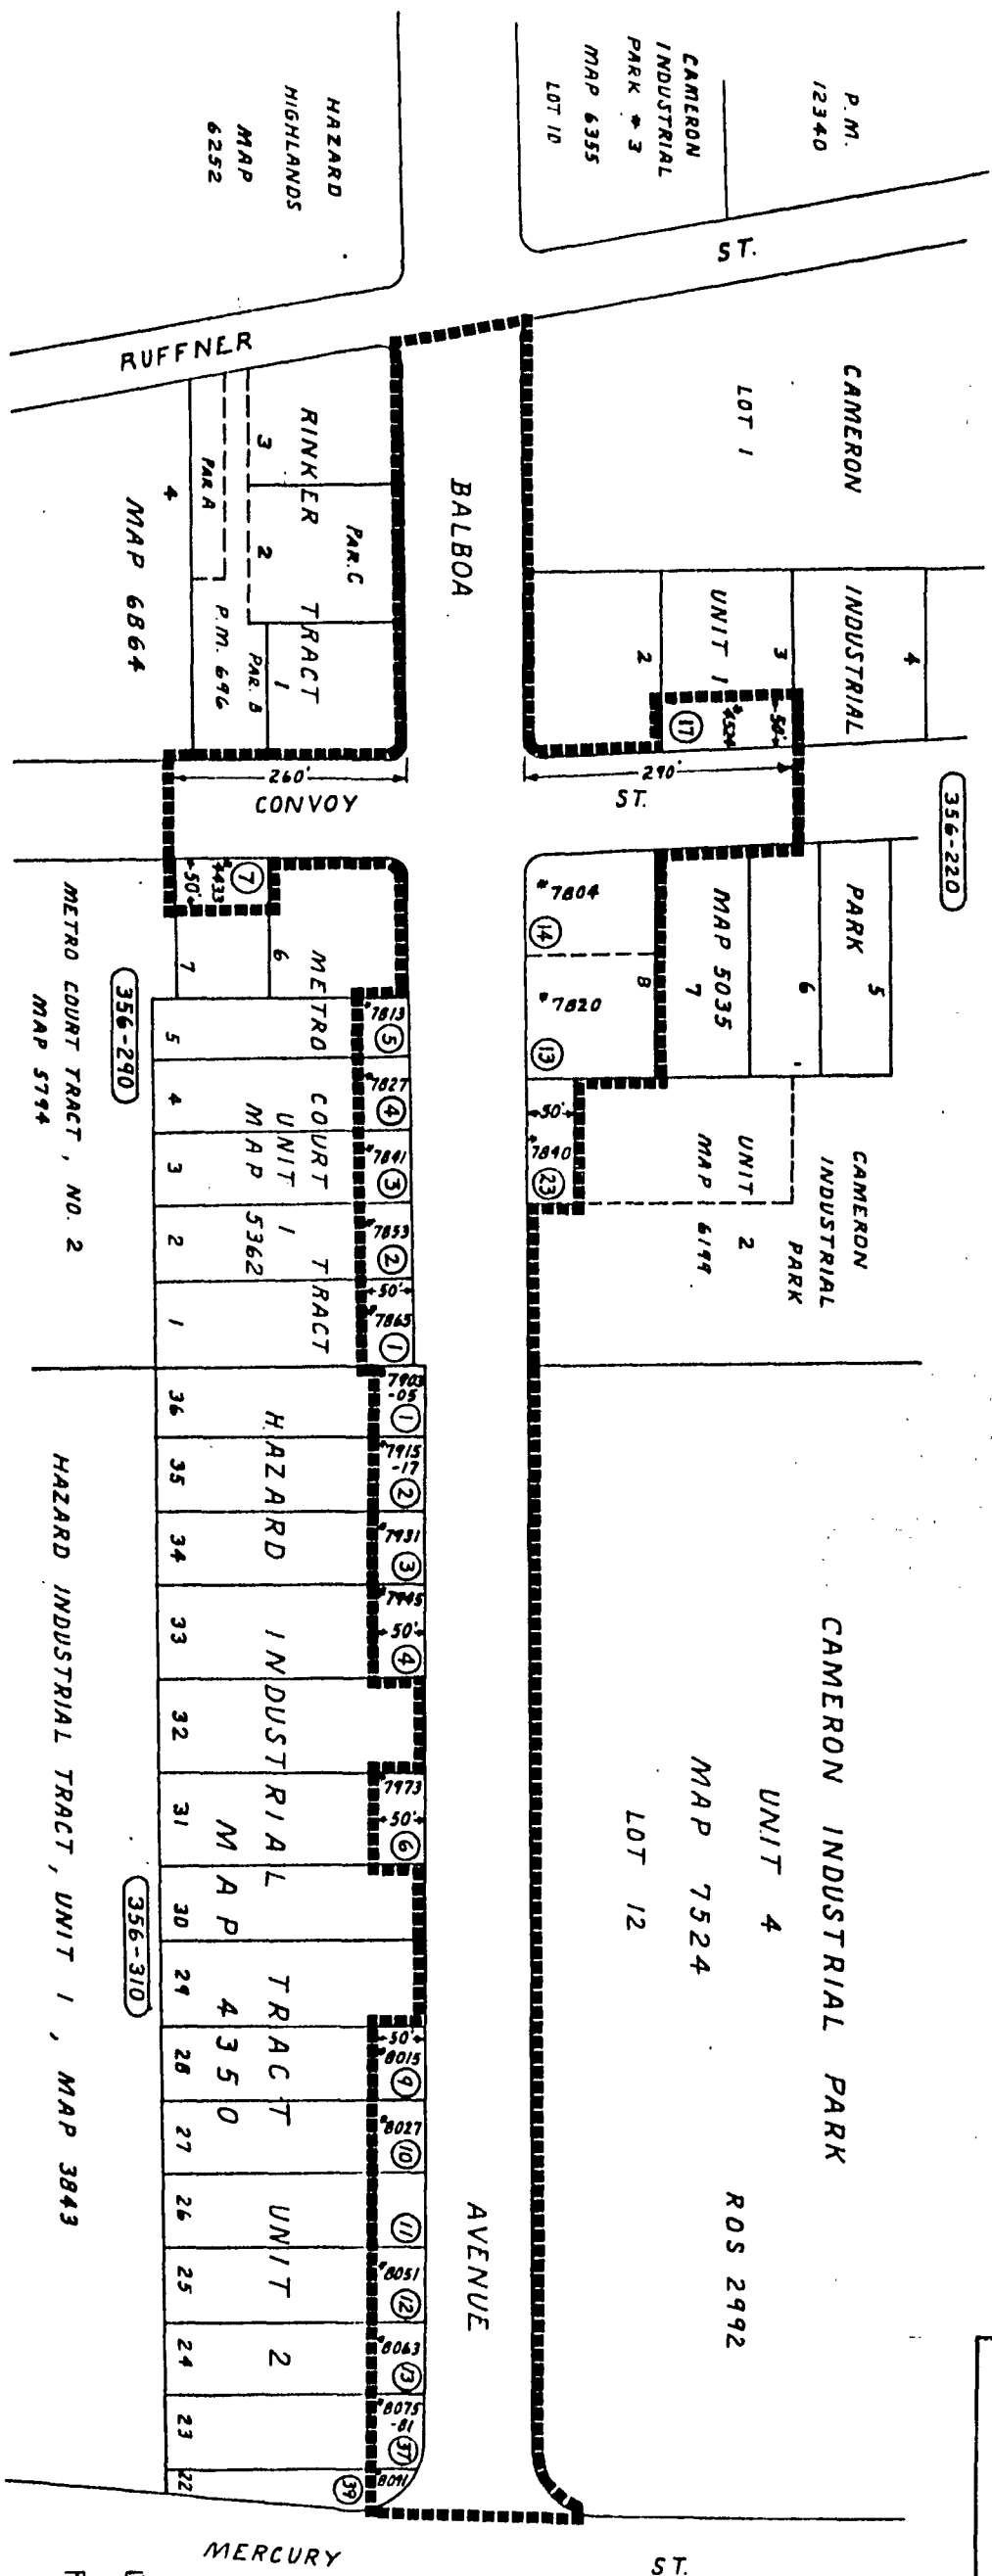 P. M.
12340
CAMERON
INDUSTRIAL
PARK # 3
MAP 6355
LOT 10
HAZARD
HIGHLANDS
MAP
6252
ST.
RUFFNER
CAMERON
LOT 1
INDUSTRIAL
UNIT 1
4
3
2
50'
#4524
17
BALBOA
RINKER
TRACT
3
2
1
PAR. C
PAR. B
PAR A
P.M. 696
4
MAP 6864
260'
CONVOY
290'
ST.
356-220
#7804
14
#7820
13
8
PARK
MAP 5035
5
6
7
50'
#7840
23
CAMERON
INDUSTRIAL
PARK
UNIT 2
MAP 6199
7
#4433
50'
6
7
METRO
COURT
TRACT
UNIT 1
MAP 5362
METRO COURT TRACT, NO. 2
MAP 5794
356-290
#7813
5
#7827
4
#7841
3
#7853
2
50'
#7865
1
5
4
3
2
1
7903
-05
1
#7915
-17
2
#7931
3
#7945
50'
4
#7973
50'
6
50'
#8015
9
#8027
10
11
#8051
12
#8063
13
#8075
-81
37
#8091
39
36
35
34
33
32
31
30
29
28
27
26
25
24
23
22
HAZARD INDUSTRIAL TRACT UNIT 2
MAP 4350
356-310
HAZARD INDUSTRIAL TRACT, UNIT 1, MAP 3843
CAMERON INDUSTRIAL PARK
UNIT 4
MAP 7524
LOT 12
ROS 2992
AVENUE
MERCURY
ST.